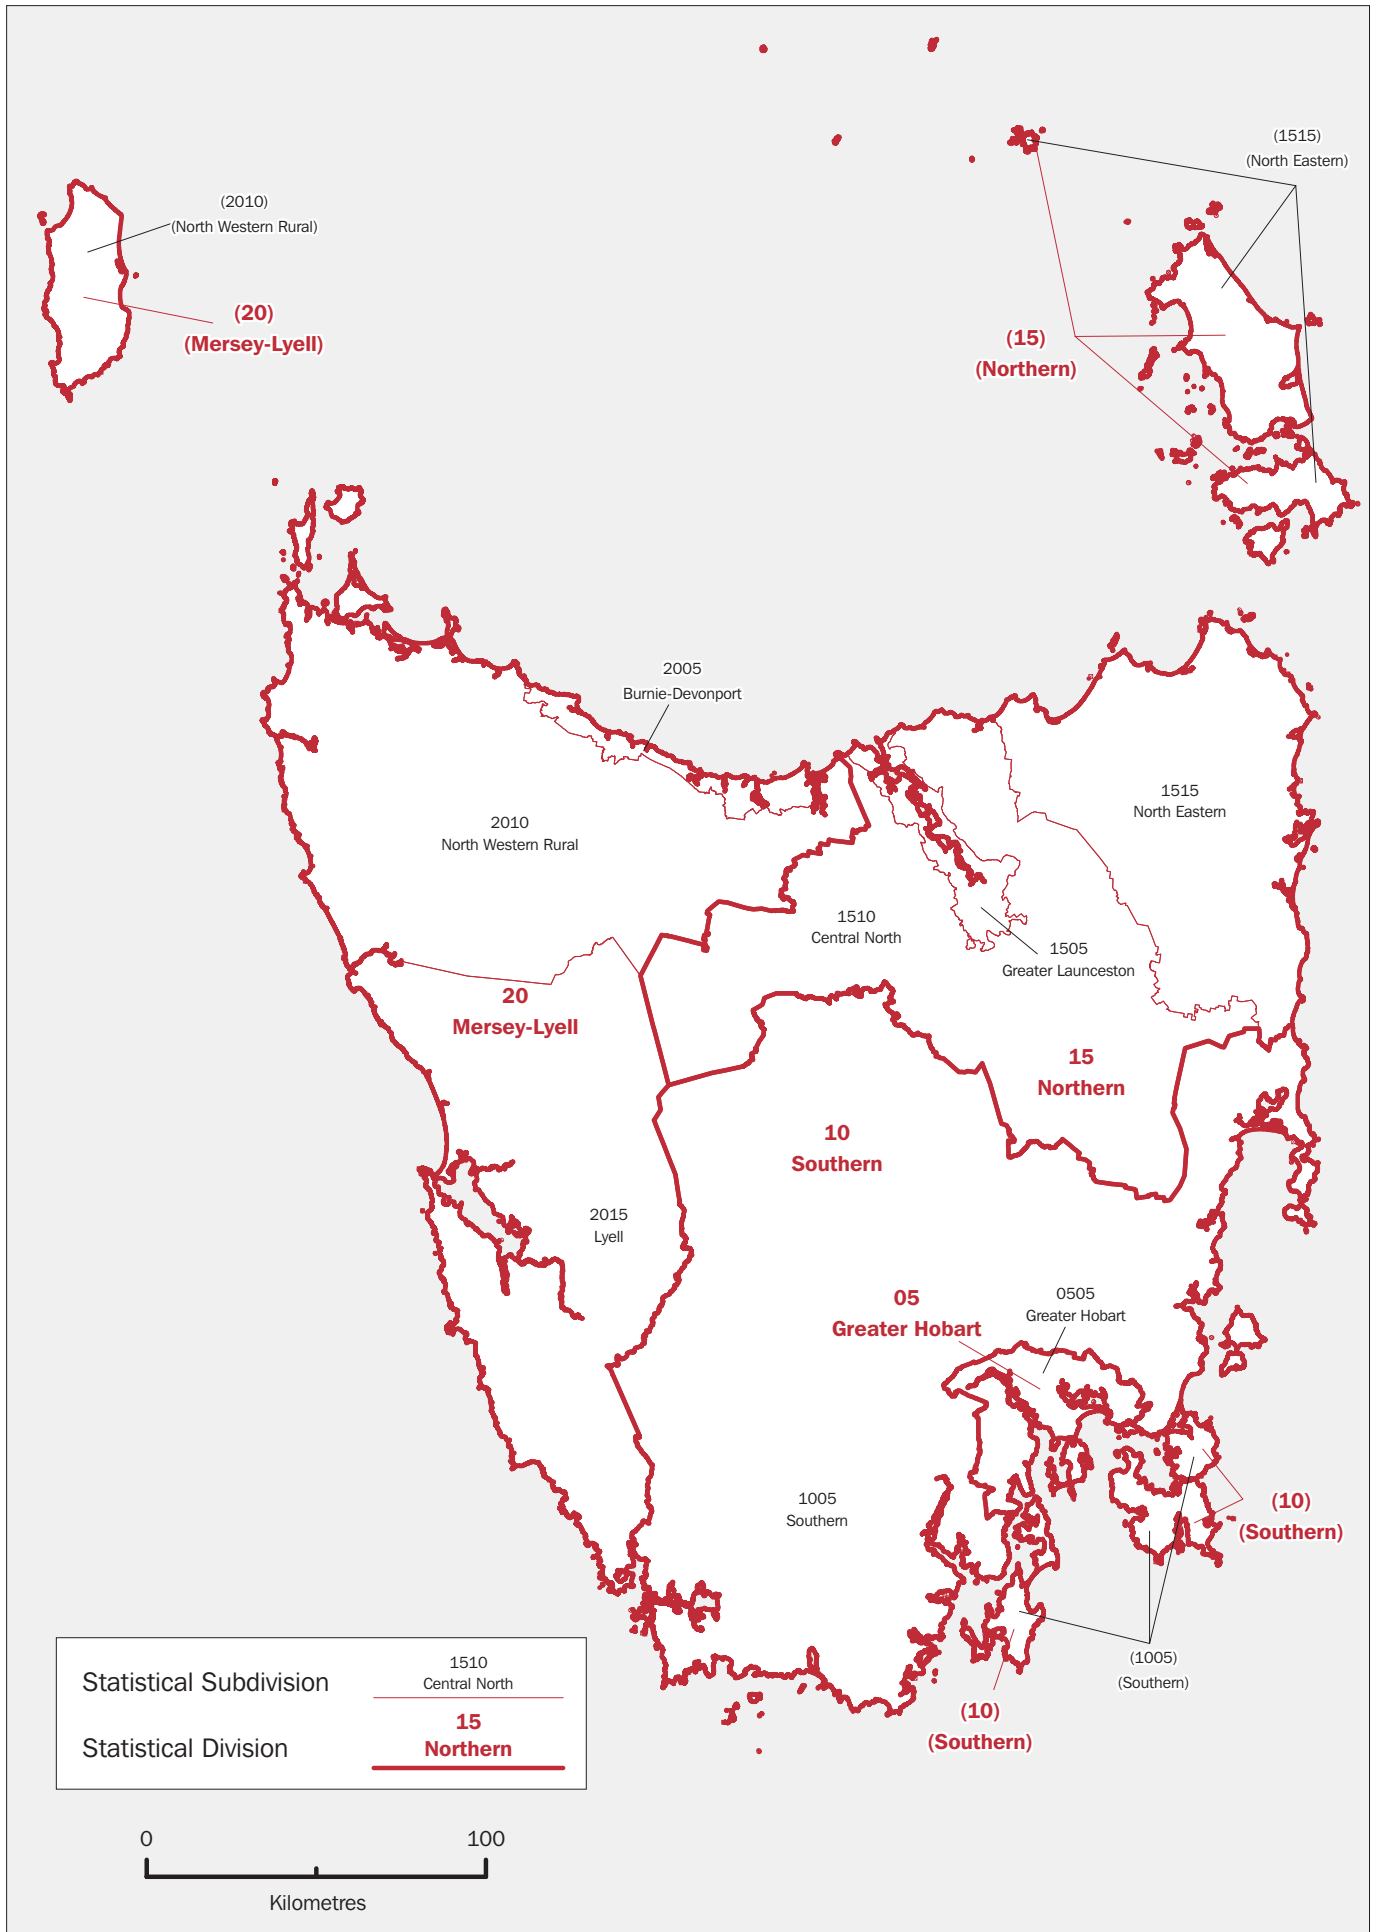 (1515)
(North Eastern)
(2010)
(North Western Rural)
(20)
(Mersey-Lyell)
(15)
(Northern)
2005
Burnie-Devonport
1515
North Eastern
2010
North Western Rural
1510
Central North
1505
Greater Launceston
20
Mersey-Lyell
15
Northern
10
Southern
2015
Lyell
05
Greater Hobart
0505
Greater Hobart
1005
Southern
(10)
(Southern)
(1005)
(Southern)
(10)
(Southern)
Statistical Subdivision
1510
Central North
Statistical Division
15
Northern
0 100
Kilometres